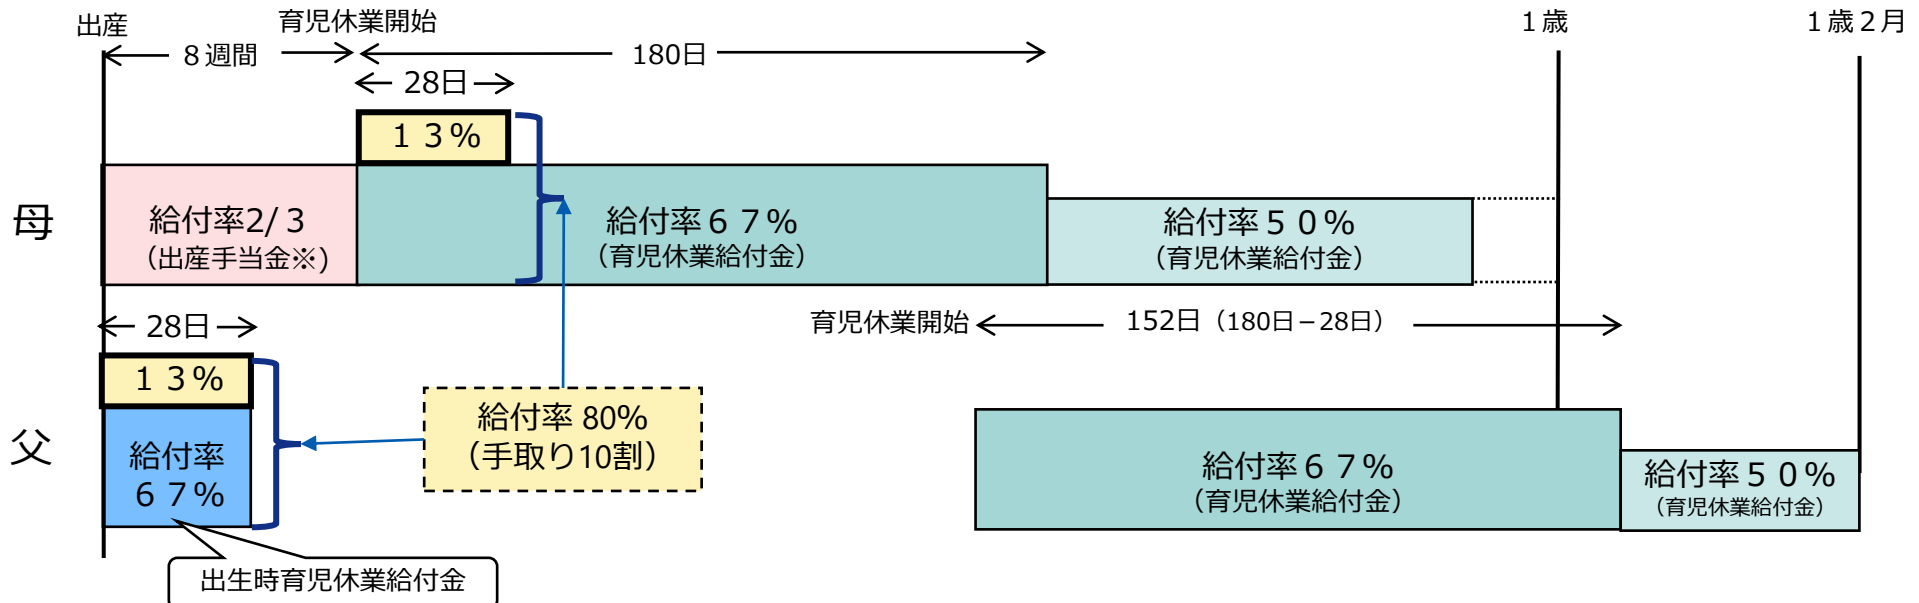 出産
育児休業開始
1歳
1歳2月
8週間
180日
28日
13%
母
給付率2/3
（出産手当金※）
給付率67%
（育児休業給付金）
給付率50%
（育児休業給付金）
28日
育児休業開始
152日（180日－28日）
13%
父
給付率
67%
給付率 80%
（手取り10割）
給付率67%
（育児休業給付金）
給付率50%
（育児休業給付金）
出生時育児休業給付金